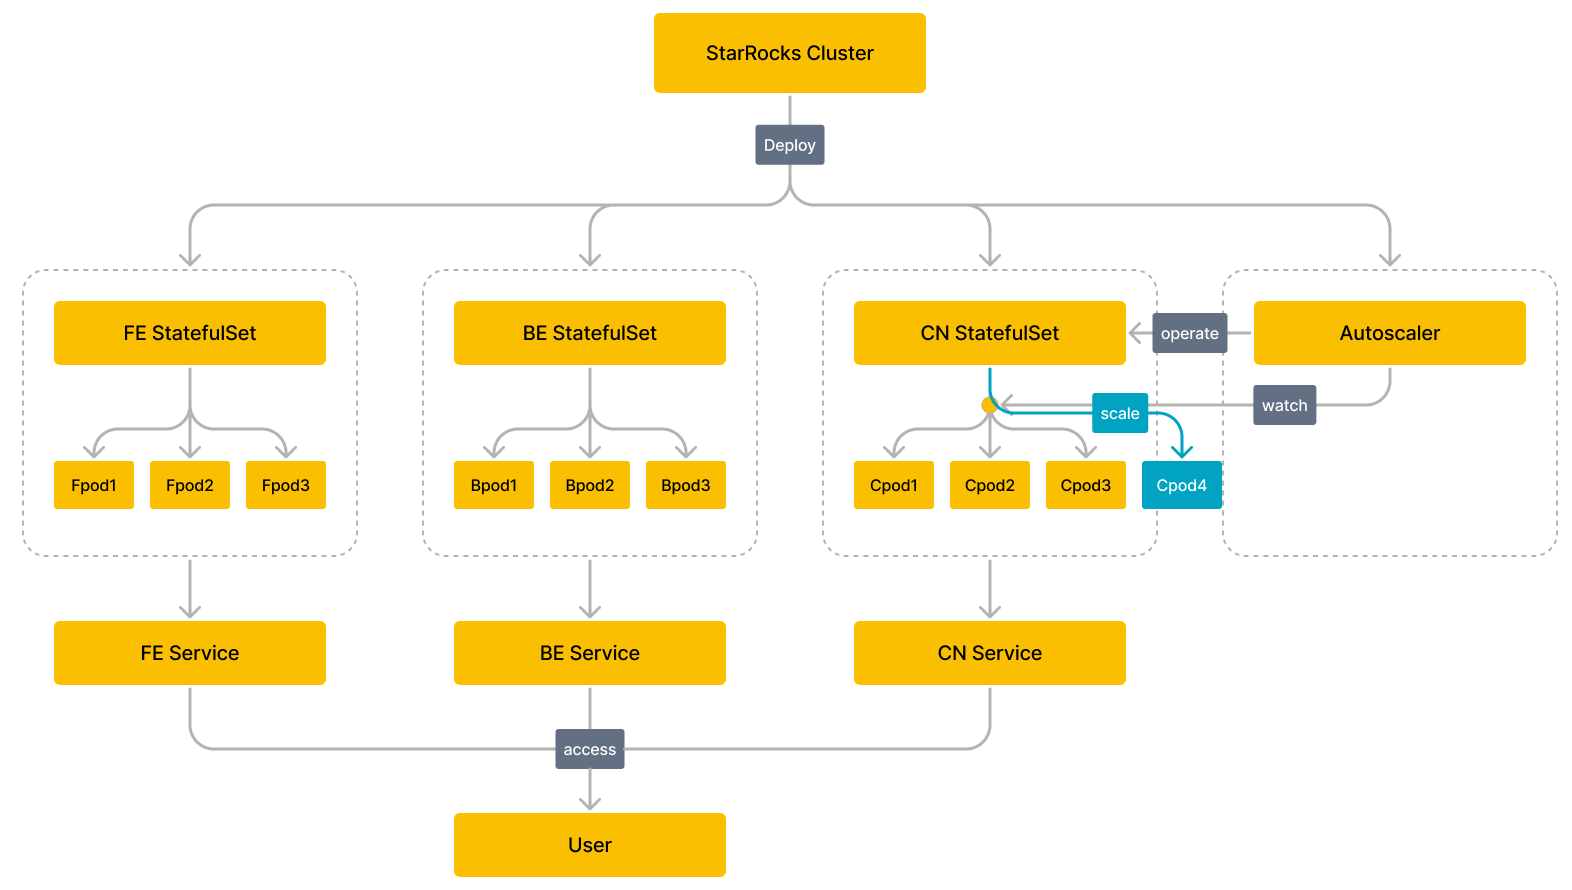 StarRocks Cluster
Deploy
FE StatefulSet
BE StatefulSet
CN StatefulSet
operate
Autoscaler
scale
watch
Fpod1
Fpod2
Fpod3
Bpod1
Bpod2
Bpod3
Cpod1
Cpod2
Cpod3
Cpod4
FE Service
BE Service
CN Service
access
User